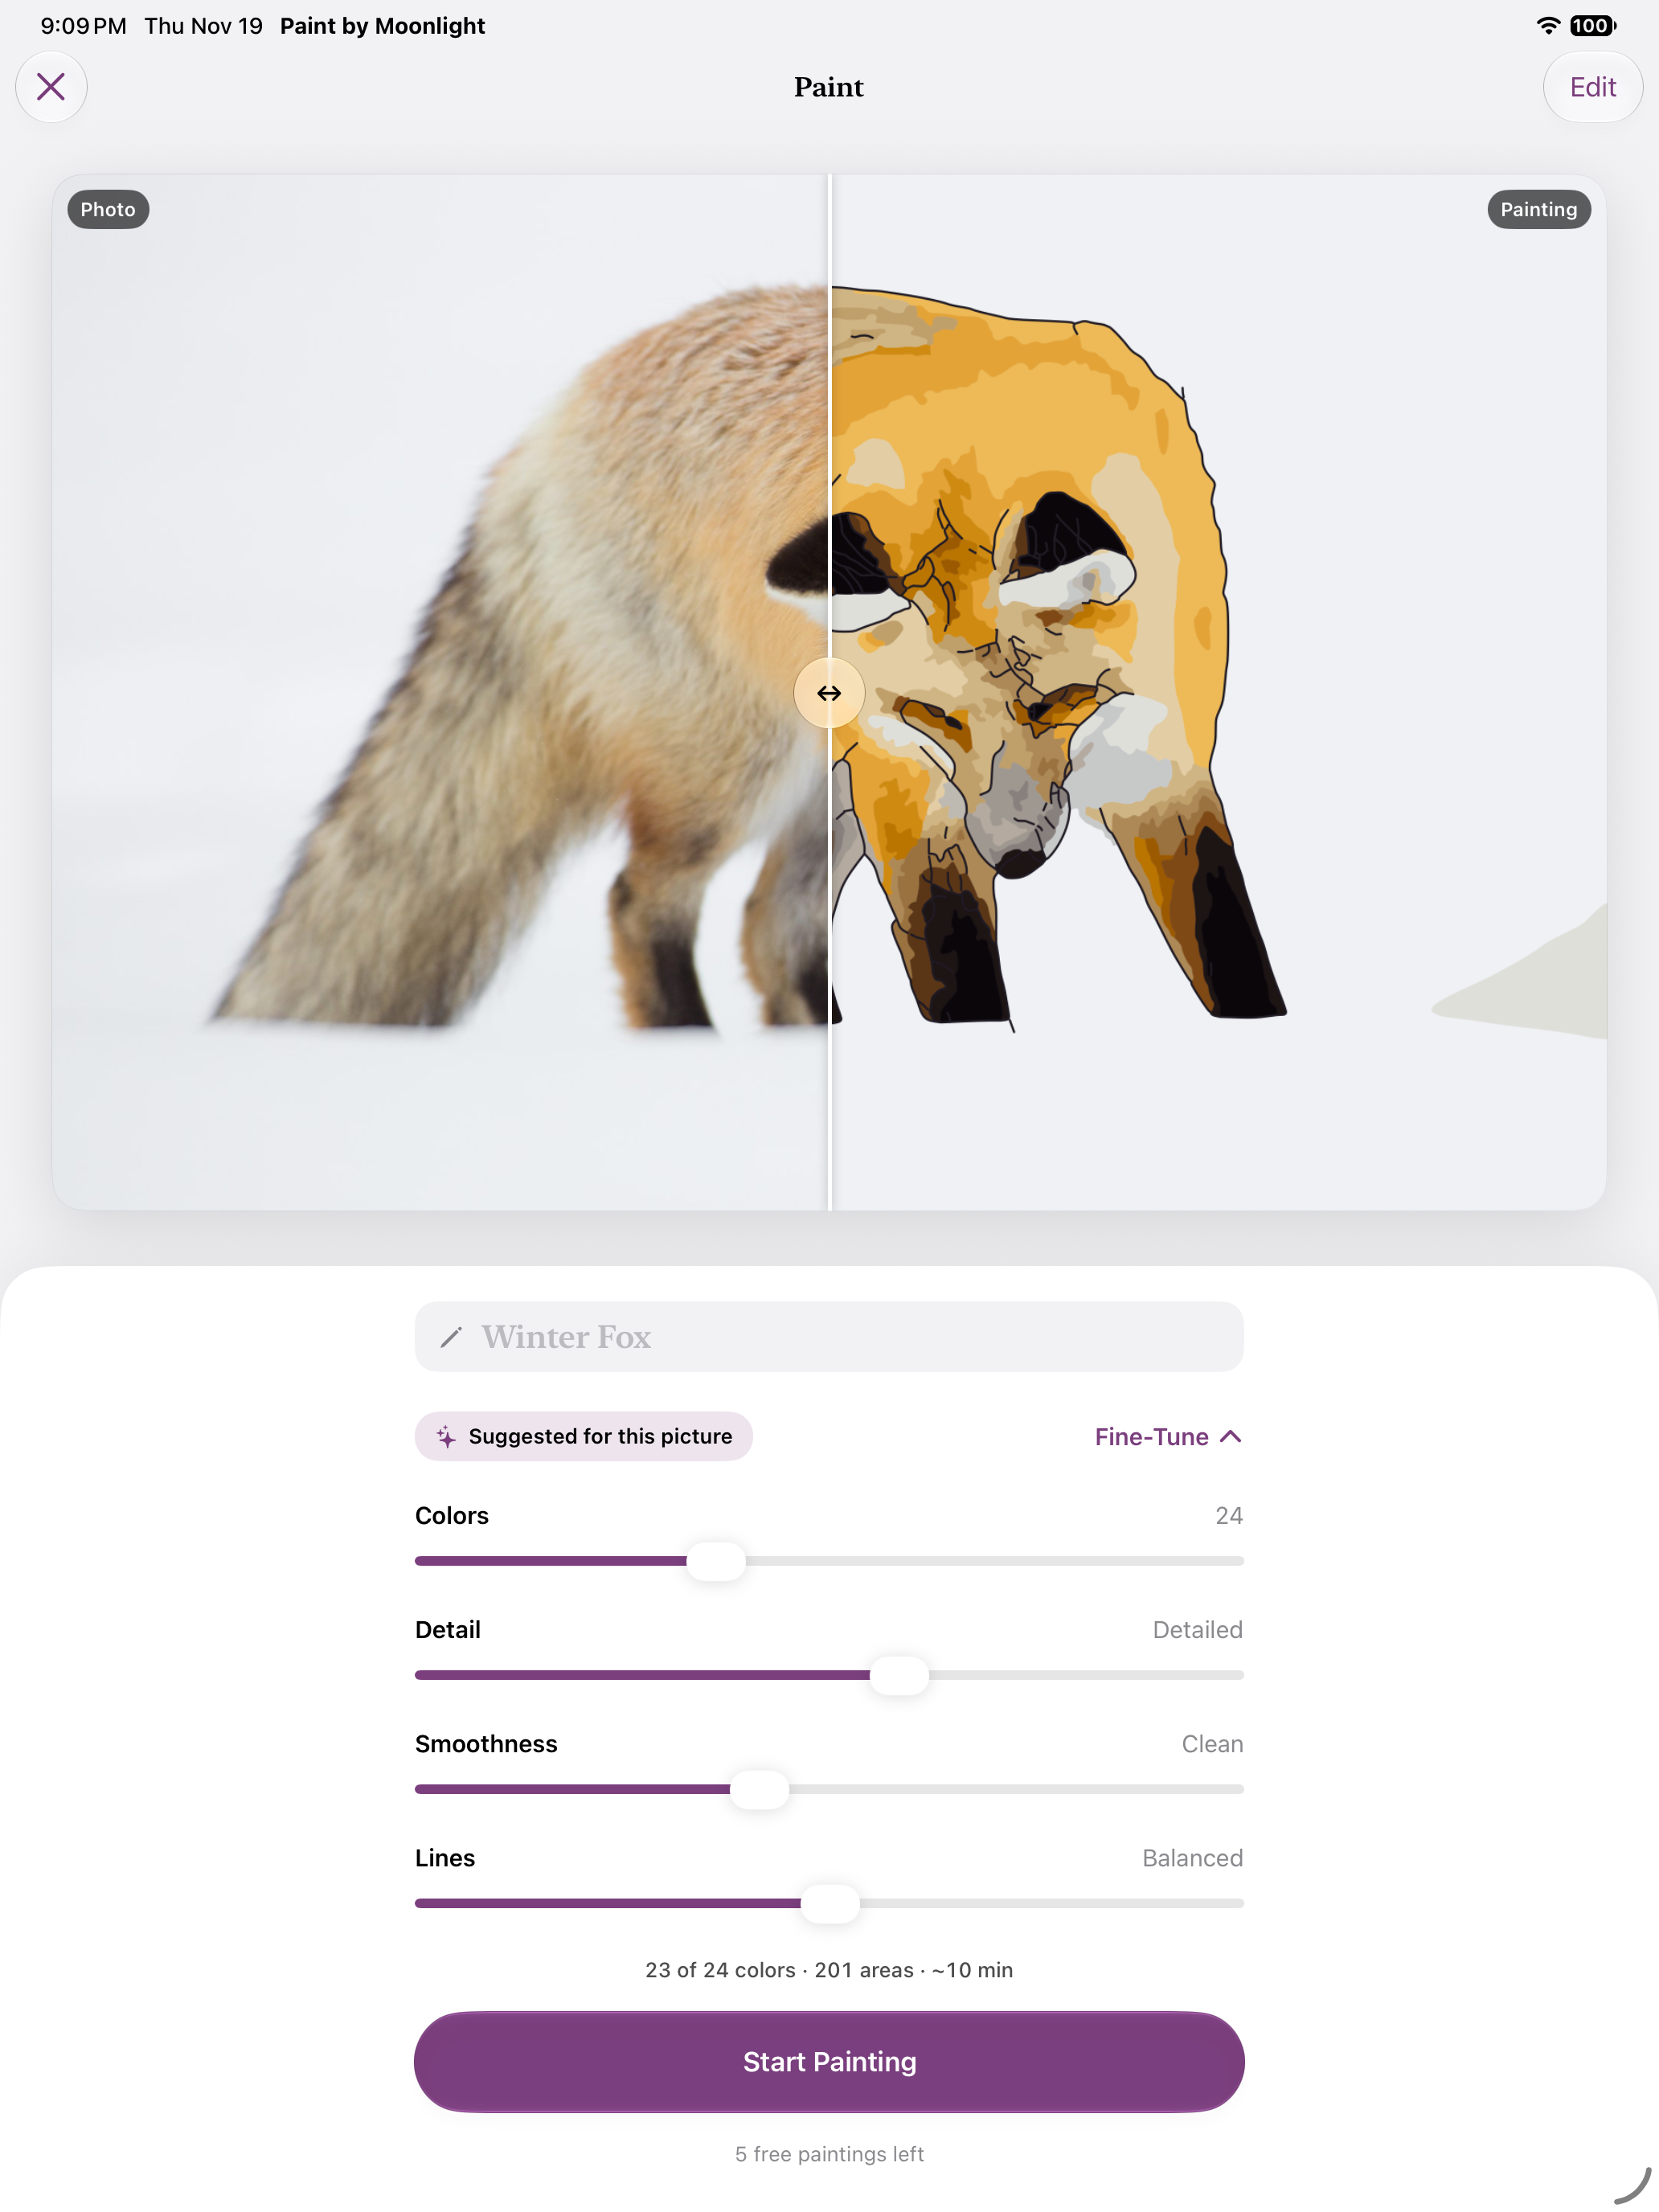 9:09 PM Thu Nov 19 Paint by Moonlight
100
Paint
Edit
Photo
Painting
Winter Fox
Suggested for this picture
Fine-Tune
Colors
24
Detail
Detailed
Smoothness
Clean
Lines
Balanced
23 of 24 colors · 201 areas · ~10 min
Start Painting
5 free paintings left